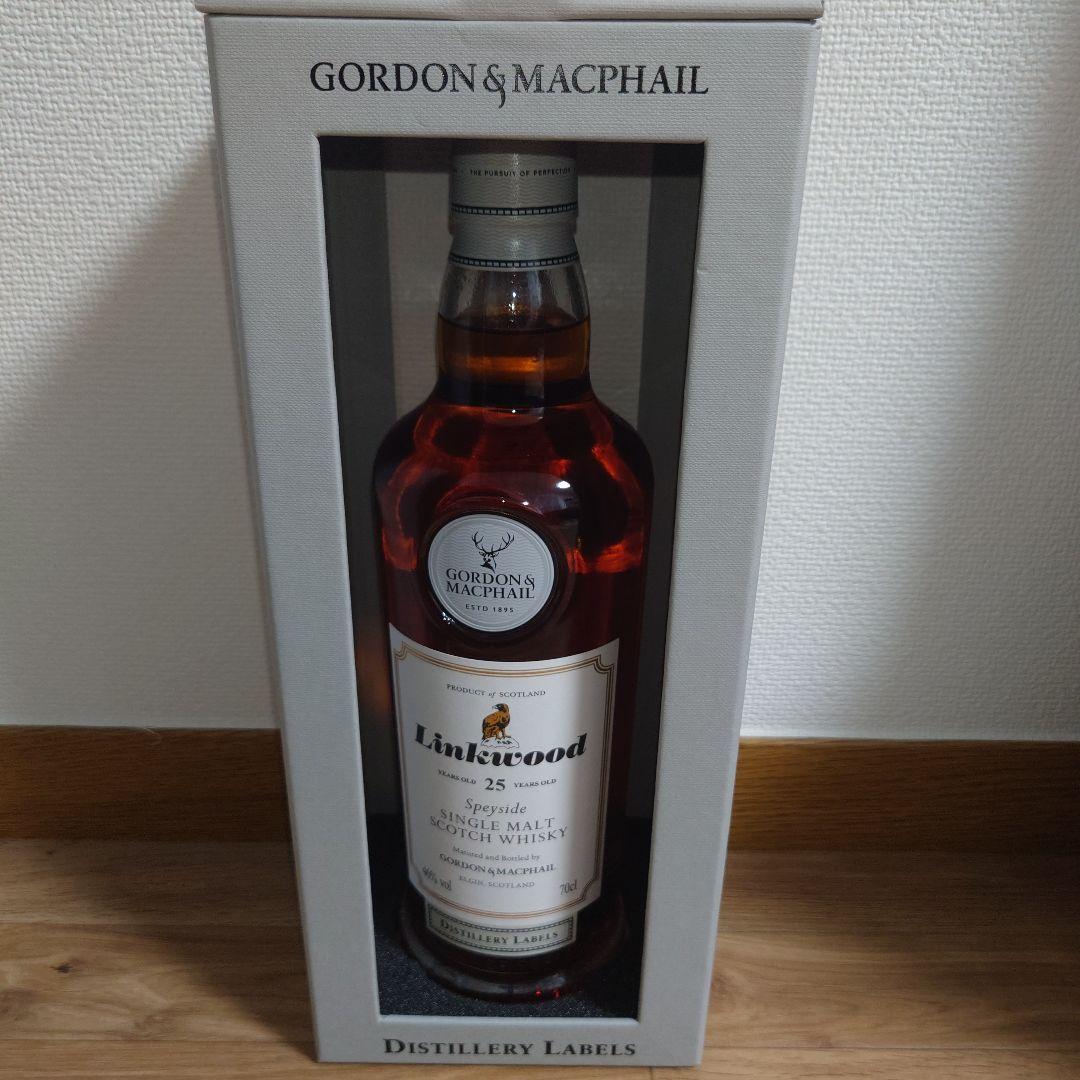 GORDON & MACPHAIL
THE PURSUIT OF PERFECTION
GORDON &
MACPHAIL
ESTD 1895
PRODUCT of SCOTLAND
Linkwood
YEARS OLD 25 YEARS OLD
Speyside
SINGLE MALT
SCOTCH WHISKY
Matured and Bottled by
GORDON & MACPHAIL
ELGIN, SCOTLAND
46% vol 70cl
DISTILLERY LABELS
DISTILLERY LABELS